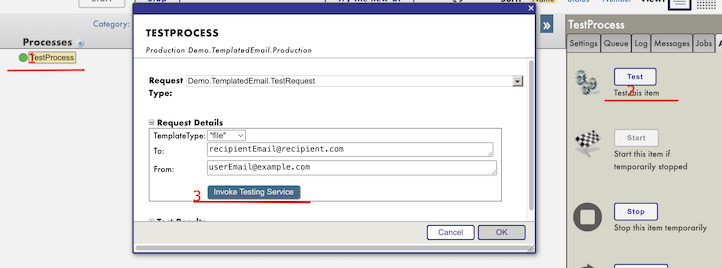 Category:
Processes
1
TestProcess
TESTPROCESS
Production Demo.TemplatedEmail.Production
Request Type:
Demo.TemplatedEmail.TestRequest
Request Details
TemplateType: "file"
To: recipientEmail@recipient.com
From: userEmail@example.com
3
Invoke Testing Service
Cancel OK
TestProcess
Settings Queue Log Messages Jobs
Test
2
Test this item
Start
Start this item if
temporarily stopped
Stop
Stop this item temporarily